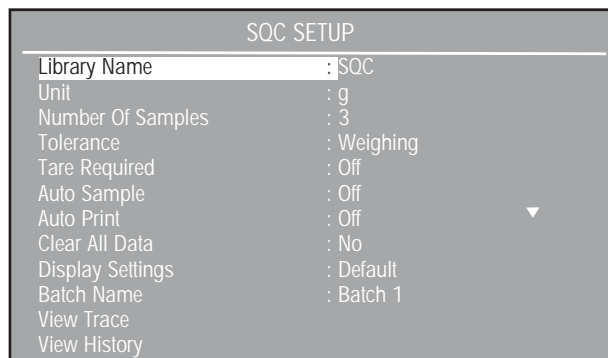 SQC SETUP
Library Name : SQC
Unit : g
Number Of Samples : 3
Tolerance : Weighing
Tare Required : Off
Auto Sample : Off
Auto Print : Off
Clear All Data : No
Display Settings : Default
Batch Name : Batch 1
View Trace
View History